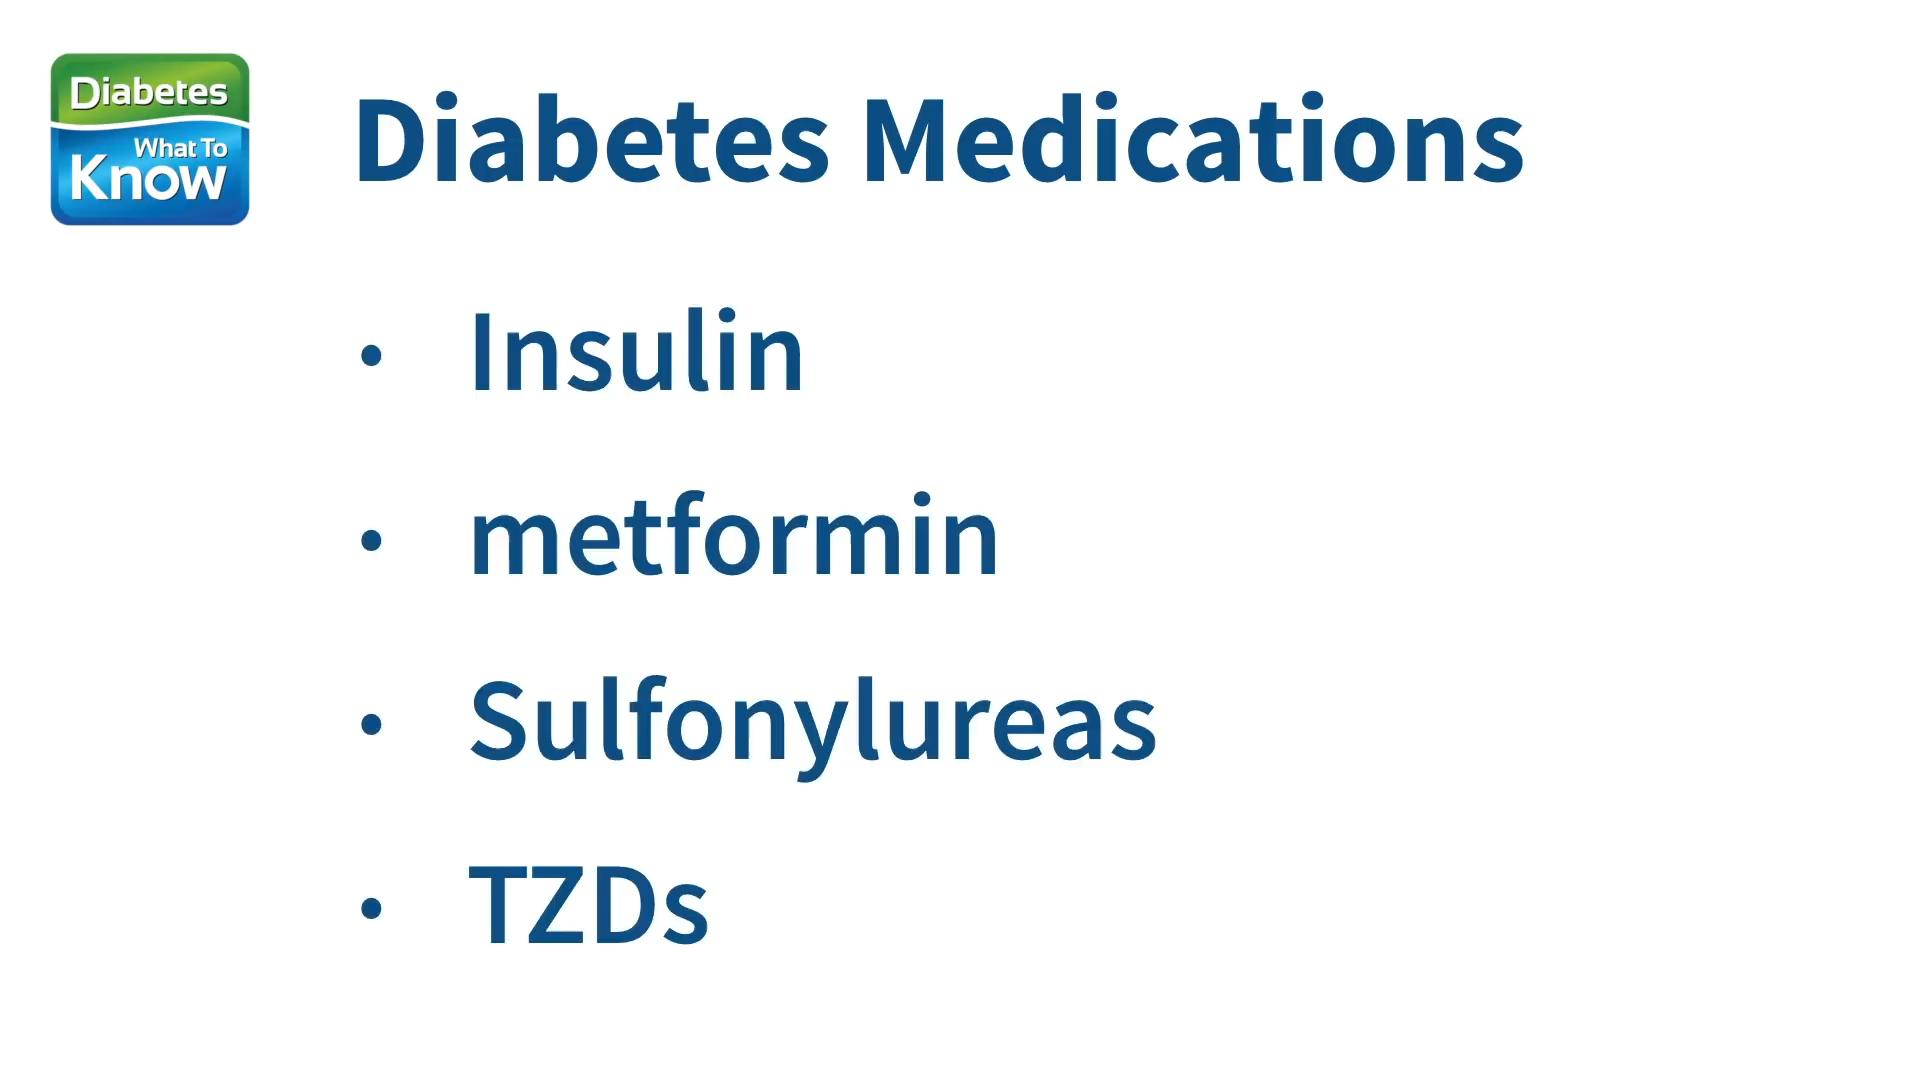 Diabetes
What To
Know
Diabetes Medications
• Insulin
• metformin
• Sulfonylureas
• TZDs